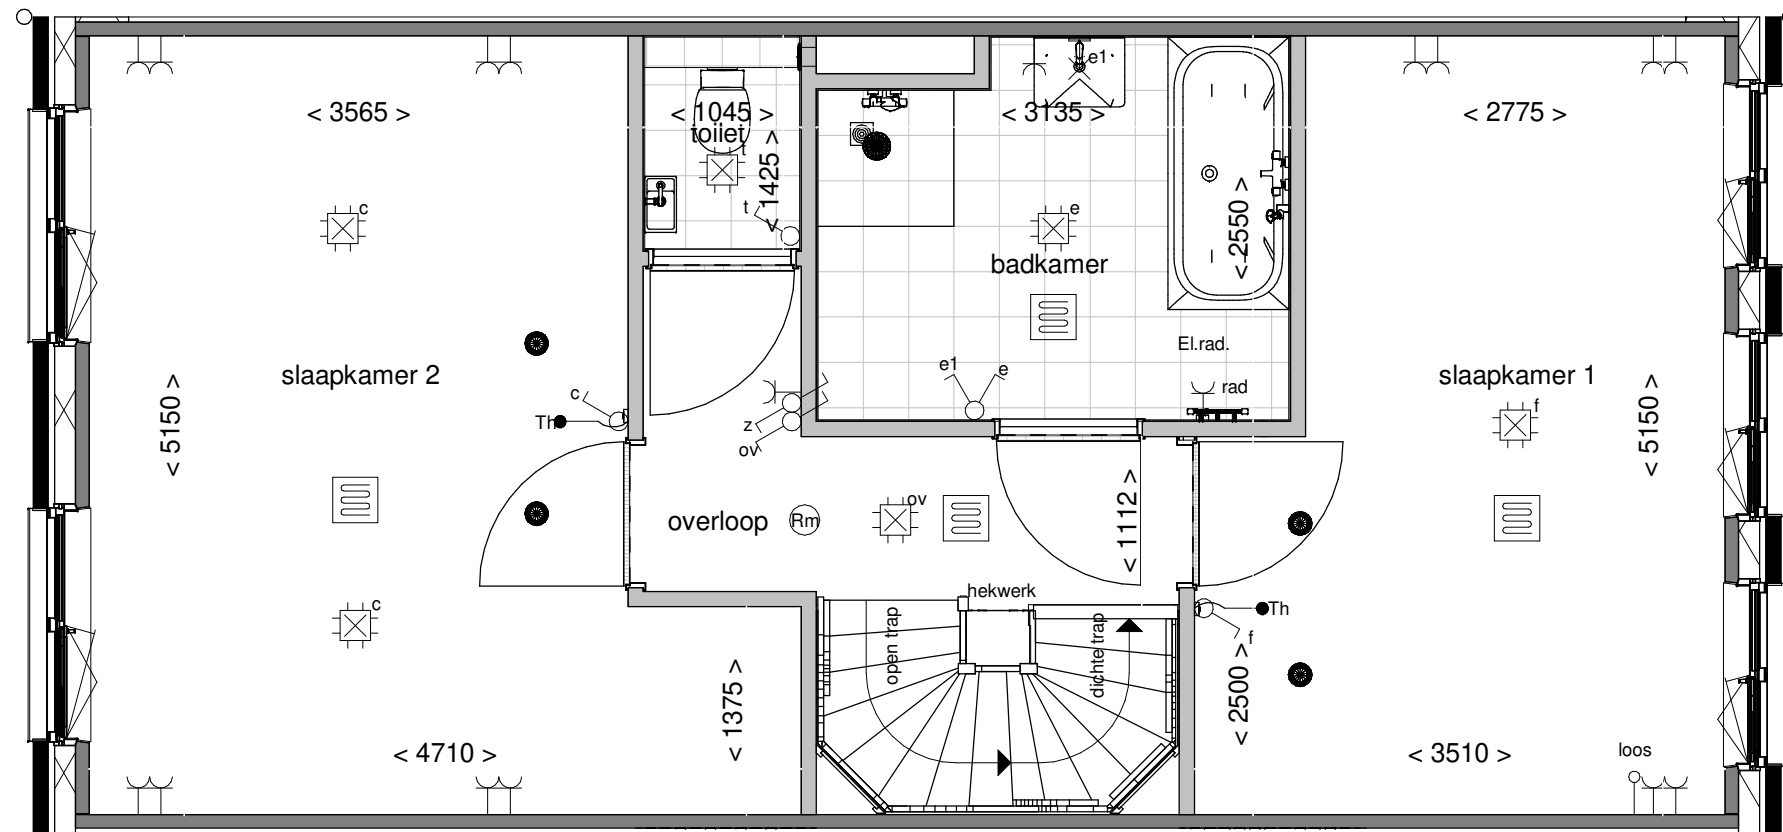 < 3565 >
< 1045 >
toilet
t
< 1425 >
t
e1
< 3135 >
< 2775 >
c
e
badkamer
< 2550 >
El.rad.
rad
e1
e
slaapkamer 2
slaapkamer 1
f
c
Th
z
ov
< 5150 >
< 5150 >
overloop
Rm
ov
< 1112 >
hekwerk
open trap
dichte trap
Th
f
c
< 1375 >
< 2500 >
< 4710 >
< 3510 >
loos